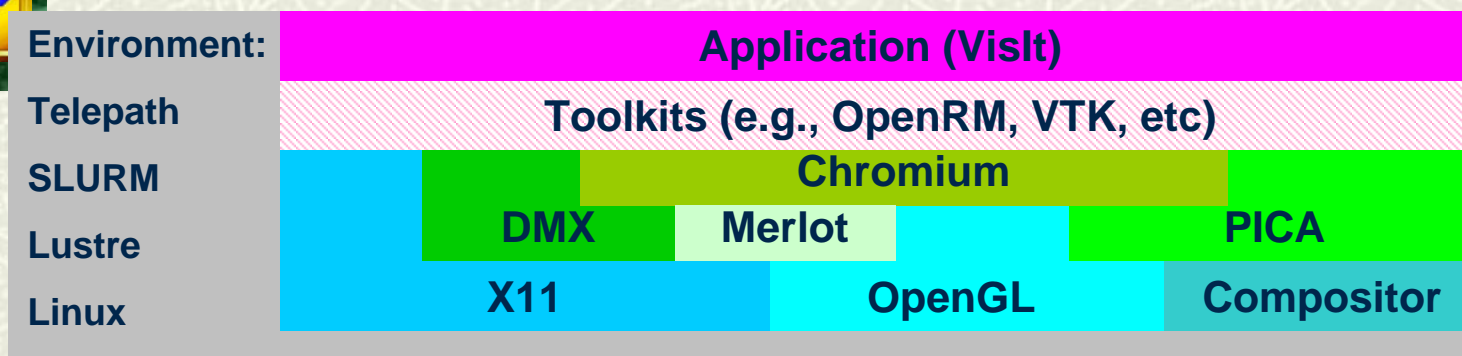 Environment:
Telepath
SLURM
Lustre
Linux
Application (VisIt)
Toolkits (e.g., OpenRM, VTK, etc)
Chromium
DMX
Merlot
PICA
X11
OpenGL
Compositor